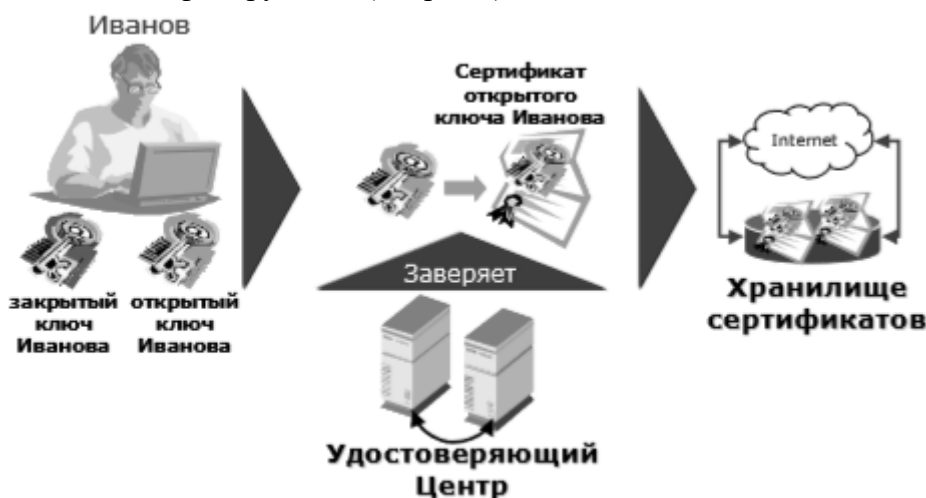 Иванов
закрытый
ключ
Иванова
открытый
ключ
Иванова
Сертификат
открытого
ключа Иванова
Заверяет
Удостоверяющий
Центр
Internet
Хранилище
сертификатов